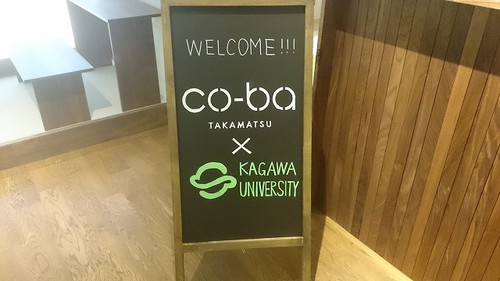 WELCOME!!!
co-ba
TAKAMATSU
×
KAGAWA
UNIVERSITY